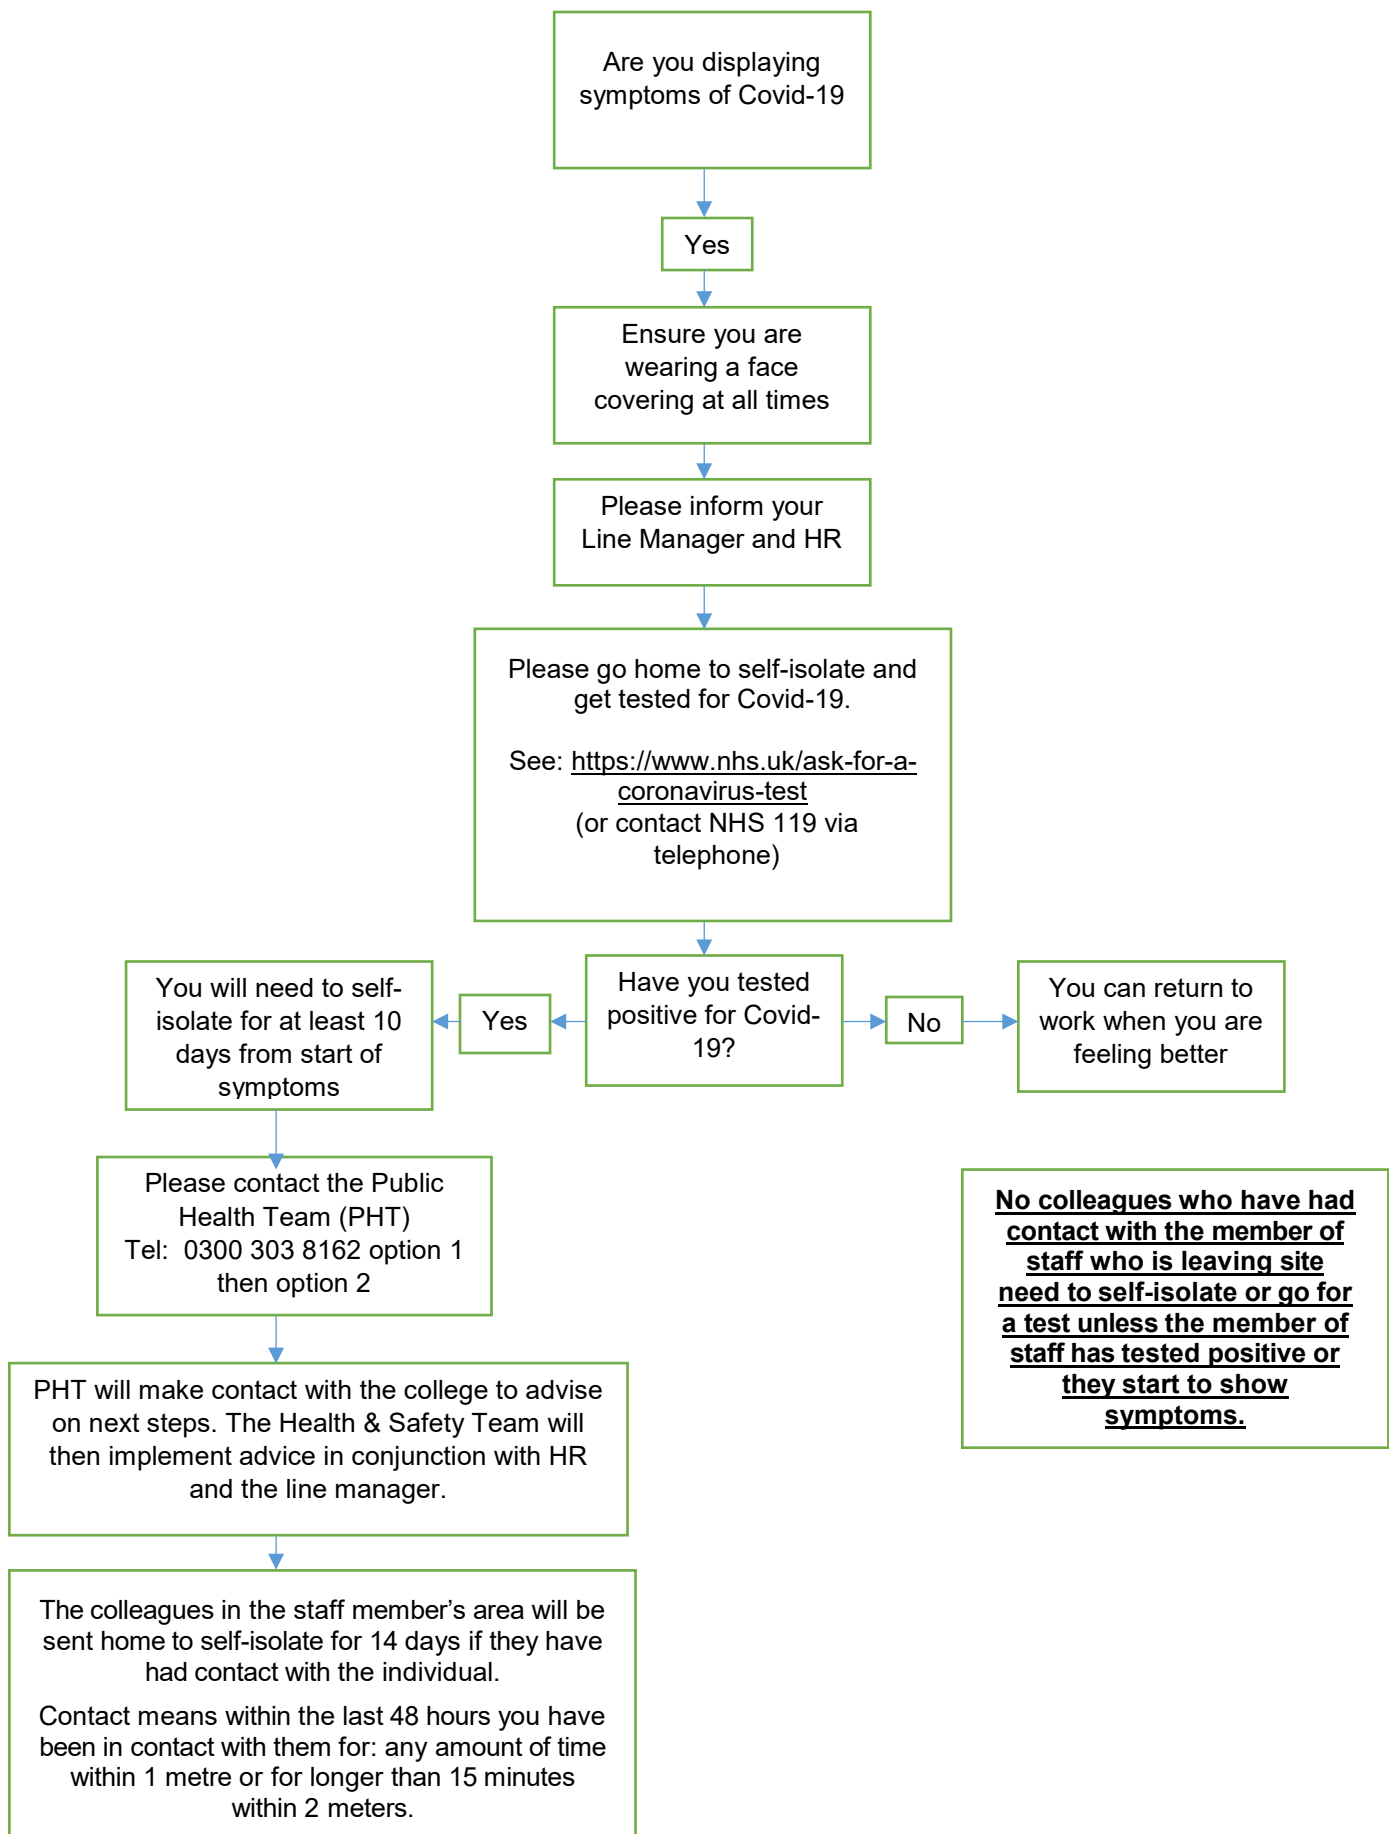 Are you displaying
symptoms of Covid-19
Yes
Ensure you are
wearing a face
covering at all times
Please inform your
Line Manager and HR
Please go home to self-isolate and
get tested for Covid-19.
See: https://www.nhs.uk/ask-for-a-
coronavirus-test
(or contact NHS 119 via
telephone)
Have you tested
positive for Covid-
19?
Yes
You will need to self-
isolate for at least 10
days from start of
symptoms
No
You can return to
work when you are
feeling better
Please contact the Public
Health Team (PHT)
Tel:  0300 303 8162 option 1
then option 2
No colleagues who have had
contact with the member of
staff who is leaving site
need to self-isolate or go for
a test unless the member of
staff has tested positive or
they start to show
symptoms.
PHT will make contact with the college to advise
on next steps. The Health & Safety Team will
then implement advice in conjunction with HR
and the line manager.
The colleagues in the staff member’s area will be
sent home to self-isolate for 14 days if they have
had contact with the individual.
Contact means within the last 48 hours you have
been in contact with them for: any amount of time
within 1 metre or for longer than 15 minutes
within 2 meters.